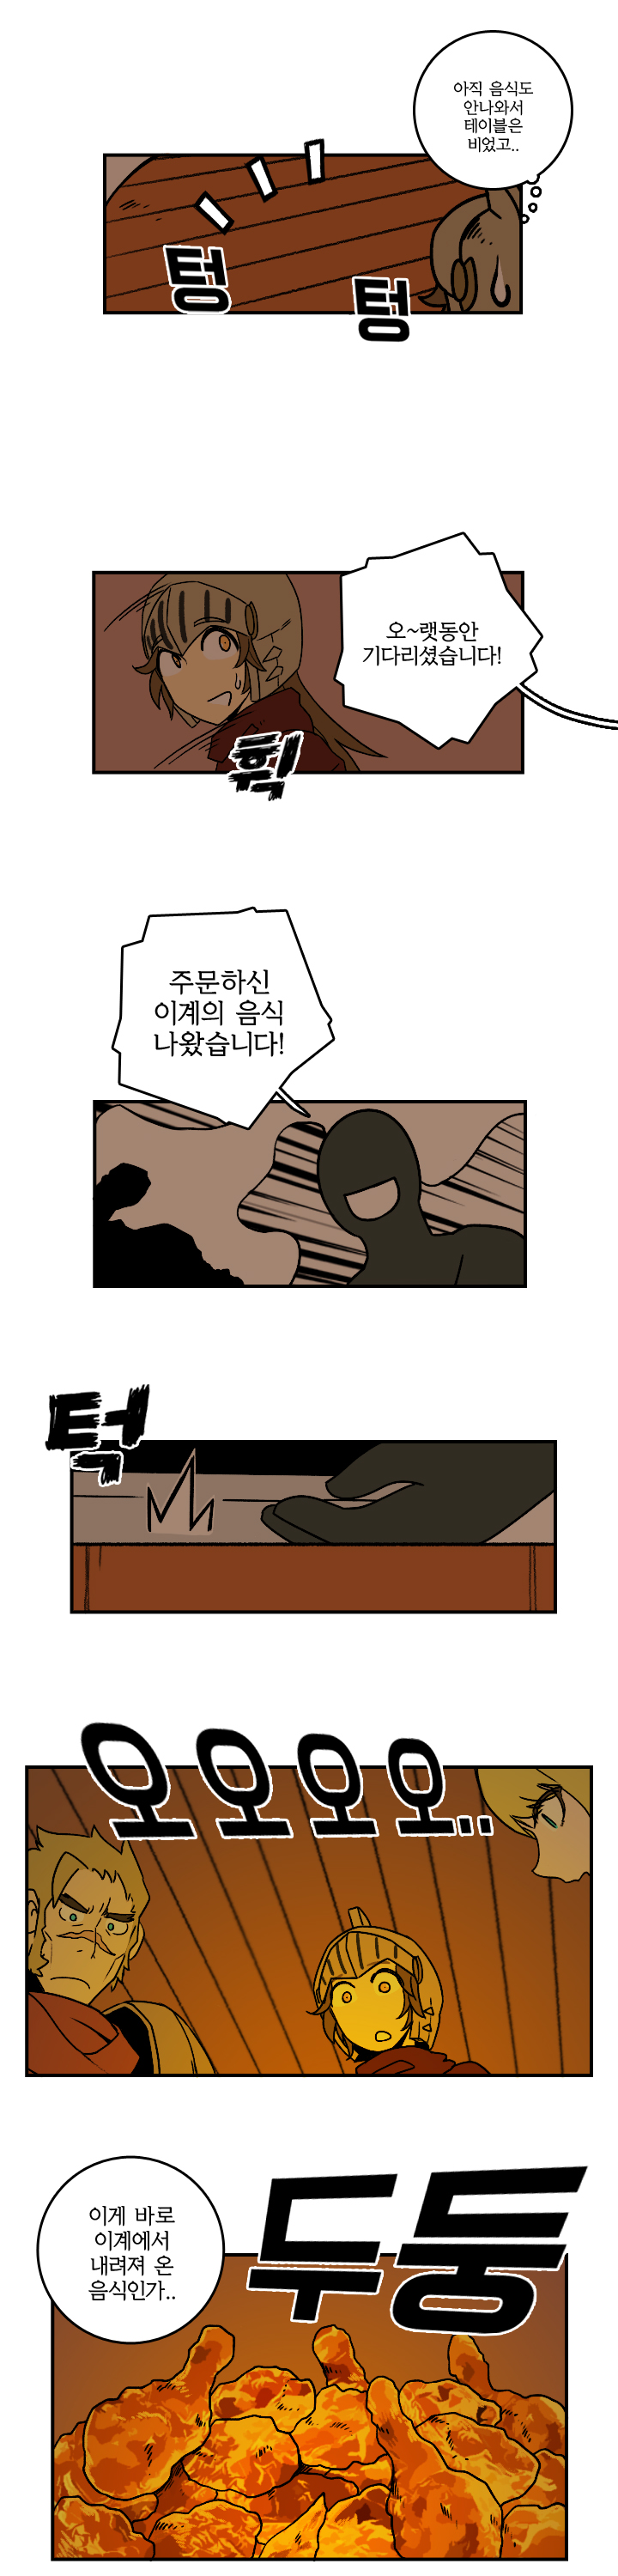 아직 음식도
안나와서
테이블은
비었고..
텅
텅
오~랫동안
기다리셨습니다!
휙
주문하신
이계의 음식
나왔습니다!
턱
오오오오..
이게 바로
이계에서
내려져 온
음식인가..
두둥